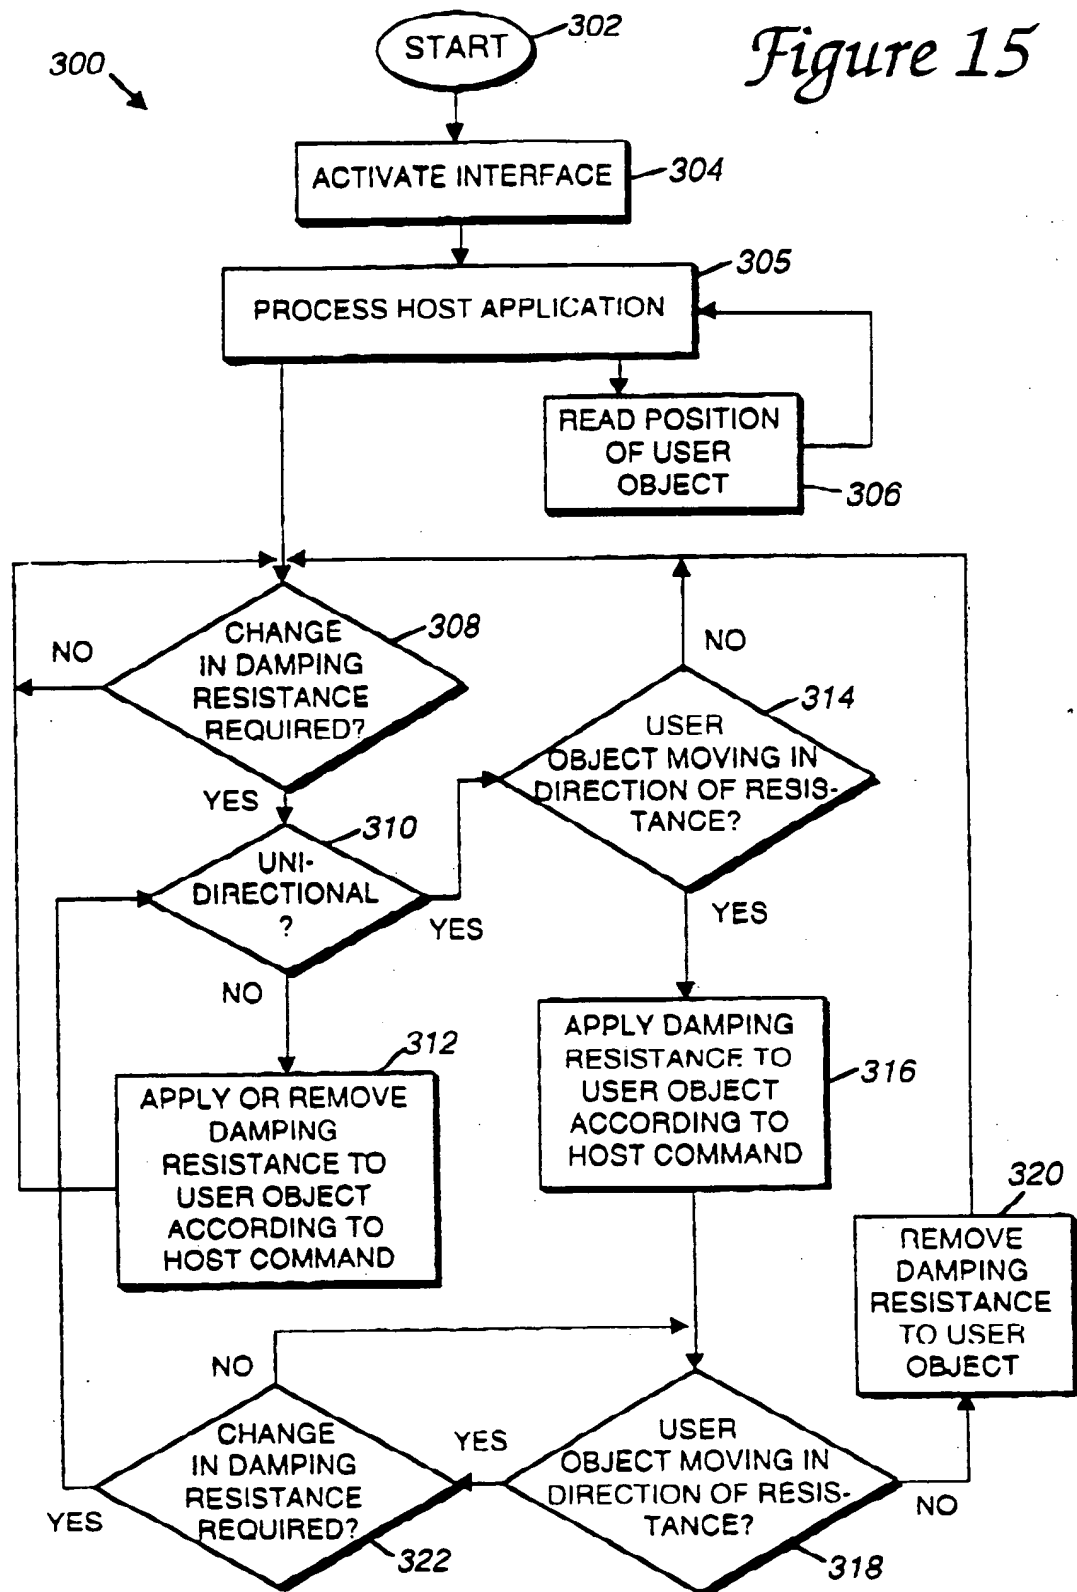 Figure 15
300
START
302
ACTIVATE INTERFACE
304
PROCESS HOST APPLICATION
305
READ POSITION
OF USER
OBJECT
306
CHANGE
IN DAMPING
RESISTANCE
REQUIRED?
308
NO
YES
UNI-
DIRECTIONAL
?
310
YES
NO
USER
OBJECT MOVING IN
DIRECTION OF RESIS-
TANCE?
314
NO
YES
APPLY OR REMOVE
DAMPING
RESISTANCE TO
USER OBJECT
ACCORDING TO
HOST COMMAND
312
APPLY DAMPING
RESISTANCE TO
USER OBJECT
ACCORDING TO
HOST COMMAND
316
REMOVE
DAMPING
RESISTANCE
TO USER
OBJECT
320
USER
OBJECT MOVING IN
DIRECTION OF RESIS-
TANCE?
318
YES
NO
CHANGE
IN DAMPING
RESISTANCE
REQUIRED?
322
NO
YES